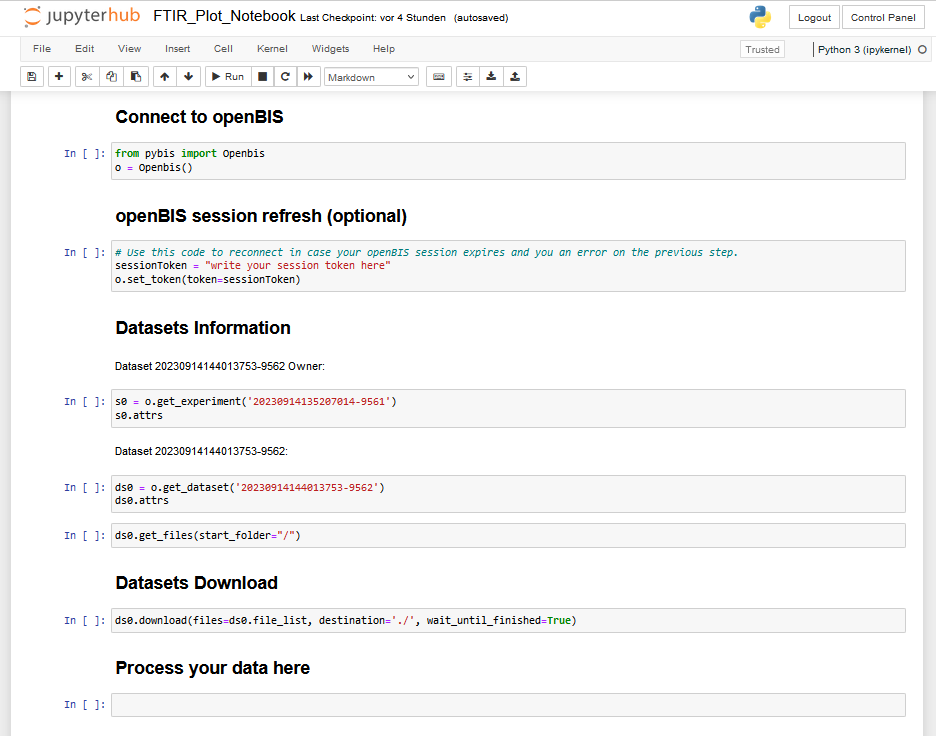 jupyterhub FTIR_Plot_Notebook Last Checkpoint: vor 4 Stunden (autosaved) Logout Control Panel
File Edit View Insert Cell Kernel Widgets Help Trusted Python 3 (ipykernel)
Run Markdown
Connect to openBIS
In [ ]: from pybis import Openbis
o = Openbis()
openBIS session refresh (optional)
In [ ]: # Use this code to reconnect in case your openBIS session expires and you an error on the previous step.
sessionToken = "write your session token here"
o.set_token(token=sessionToken)
Datasets Information
Dataset 20230914144013753-9562 Owner:
In [ ]: s0 = o.get_experiment('20230914135207014-9561')
s0.attrs
Dataset 20230914144013753-9562:
In [ ]: ds0 = o.get_dataset('20230914144013753-9562')
ds0.attrs
In [ ]: ds0.get_files(start_folder="/")
Datasets Download
In [ ]: ds0.download(files=ds0.file_list, destination='./', wait_until_finished=True)
Process your data here
In [ ]: